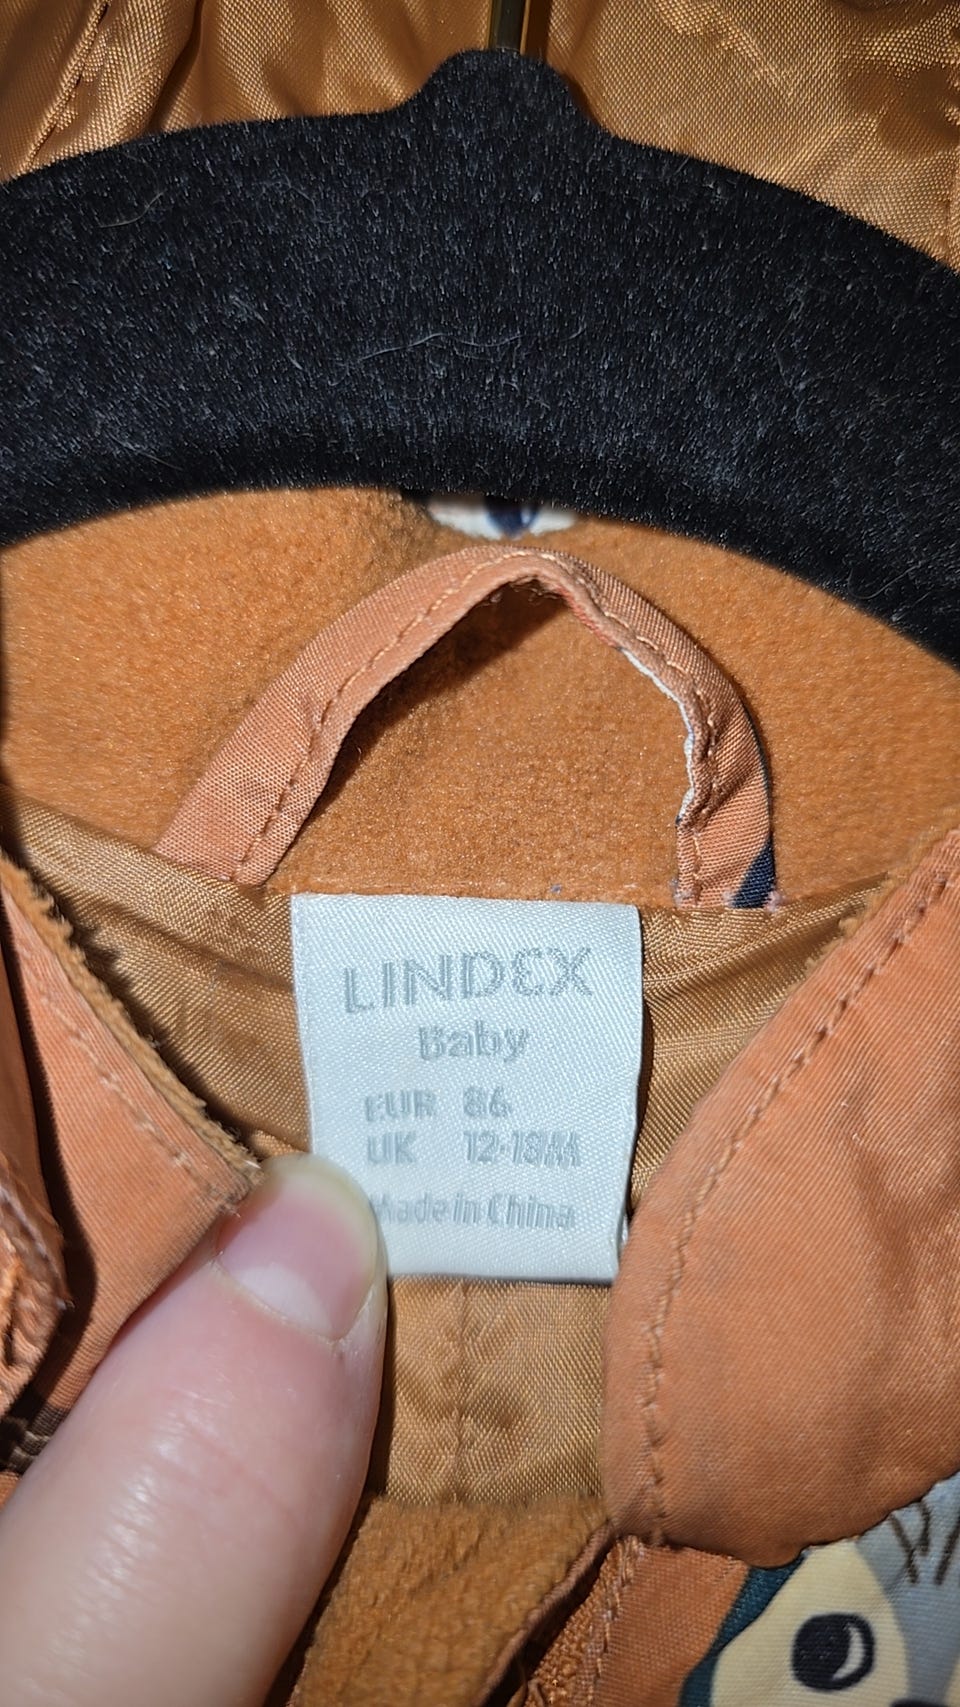 LINDEX
Baby
EUR 86
UK 12-18M
Made in China